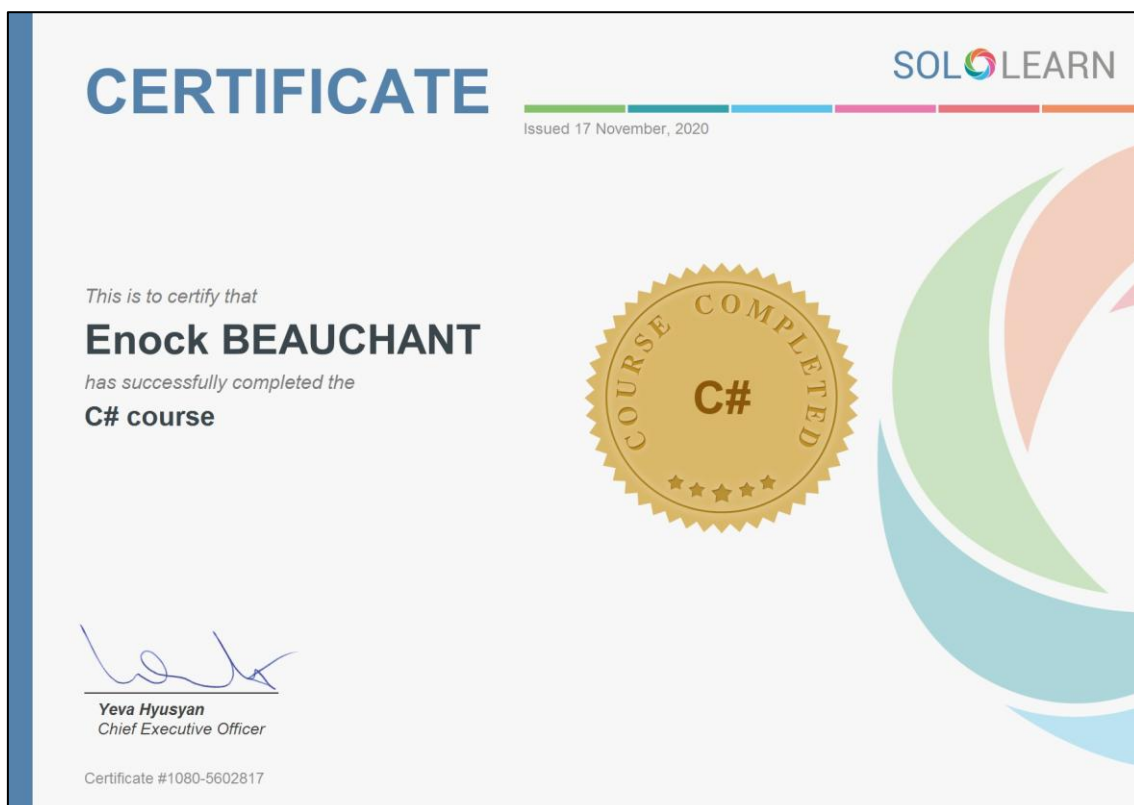 CERTIFICATE
SOLOLEARN
Issued 17 November, 2020
This is to certify that
Enock BEAUCHANT
has successfully completed the
C# course
COURSE COMPLETED
C#
Yeva Hyusyan
Chief Executive Officer
Certificate #1080-5602817